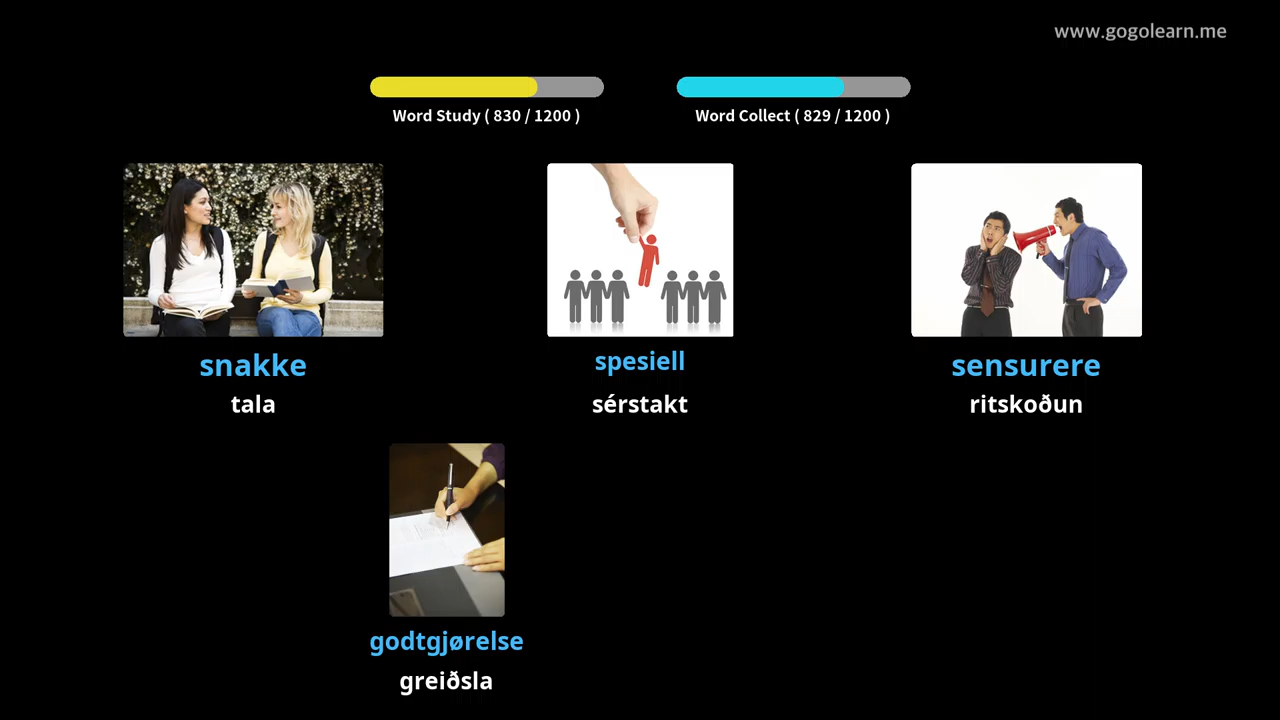 www.gogolearn.me
Word Study ( 830 / 1200 )
Word Collect ( 829 / 1200 )
snakke
tala
spesiell
sérstakt
sensurere
ritskoðun
godtgjørelse
greiðsla